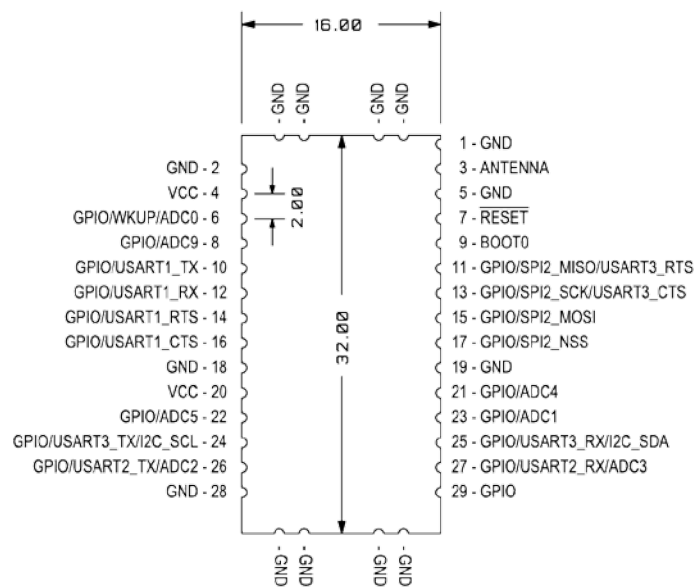 16.00
- GND
- GND
- GND
- GND
1 - GND
GND - 2
3 - ANTENNA
VCC - 4
5 - GND
2.00
GPIO/WKUP/ADC0 - 6
7 - RESET
GPIO/ADC9 - 8
9 - BOOT0
GPIO/USART1_TX - 10
11 - GPIO/SPI2_MISO/USART3_RTS
GPIO/USART1_RX - 12
13 - GPIO/SPI2_SCK/USART3_CTS
GPIO/USART1_RTS - 14
15 - GPIO/SPI2_MOSI
32.00
GPIO/USART1_CTS - 16
17 - GPIO/SPI2_NSS
GND - 18
19 - GND
VCC - 20
21 - GPIO/ADC4
GPIO/ADC5 - 22
23 - GPIO/ADC1
GPIO/USART3_TX/I2C_SCL - 24
25 - GPIO/USART3_RX/I2C_SDA
GPIO/USART2_TX/ADC2 - 26
27 - GPIO/USART2_RX/ADC3
GND - 28
29 - GPIO
- GND
- GND
- GND
- GND